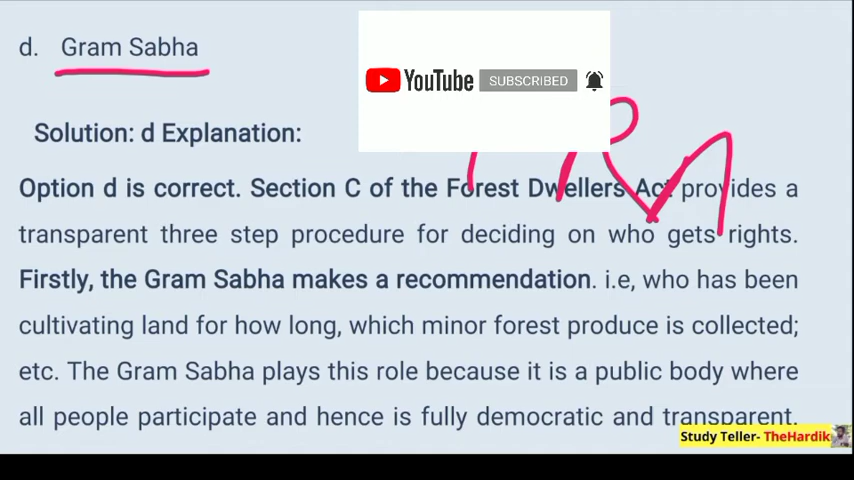 d. Gram Sabha
YouTube SUBSCRIBED
Solution: d Explanation:
Option d is correct. Section C of the Forest Dwellers Act provides a
transparent three step procedure for deciding on who gets rights.
Firstly, the Gram Sabha makes a recommendation. i.e, who has been
cultivating land for how long, which minor forest produce is collected;
etc. The Gram Sabha plays this role because it is a public body where
all people participate and hence is fully democratic and transparent.
Study Teller- TheHardik